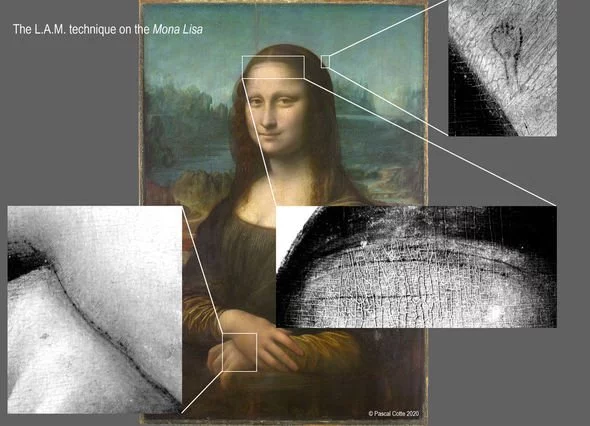 The L.A.M. technique on the Mona Lisa
© Pascal Cotte 2020